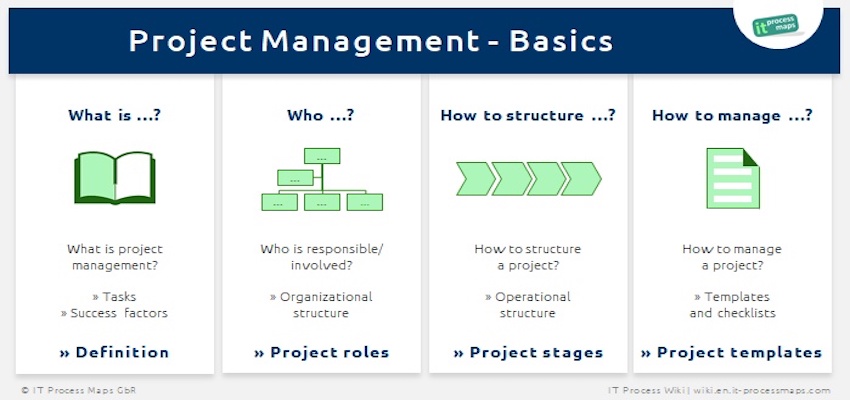 Project Management - Basics
it process
maps
What is ...?
What is project
management?
» Tasks
» Success factors
» Definition
Who ...?
...
...
... ... ...
Who is responsible/
involved?
» Organizational
structure
» Project roles
How to structure ...?
How to structure
a project?
» Operational
structure
» Project stages
How to manage ...?
How to manage
a project?
» Templates
and checklists
» Project templates
© IT Process Maps GbR
IT Process Wiki | wiki.en.it-processmaps.com